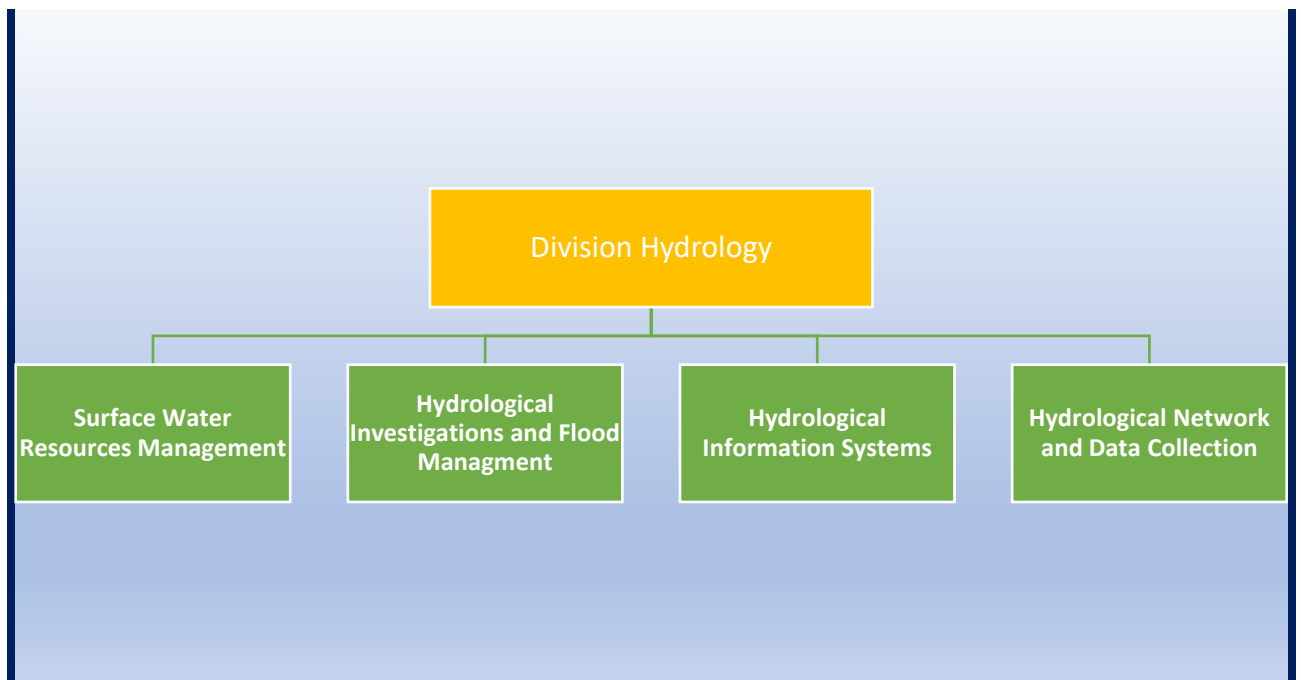 Division Hydrology
Surface Water
Resources Management
Hydrological
Investigations and Flood
Managment
Hydrological
Information Systems
Hydrological Network
and Data Collection